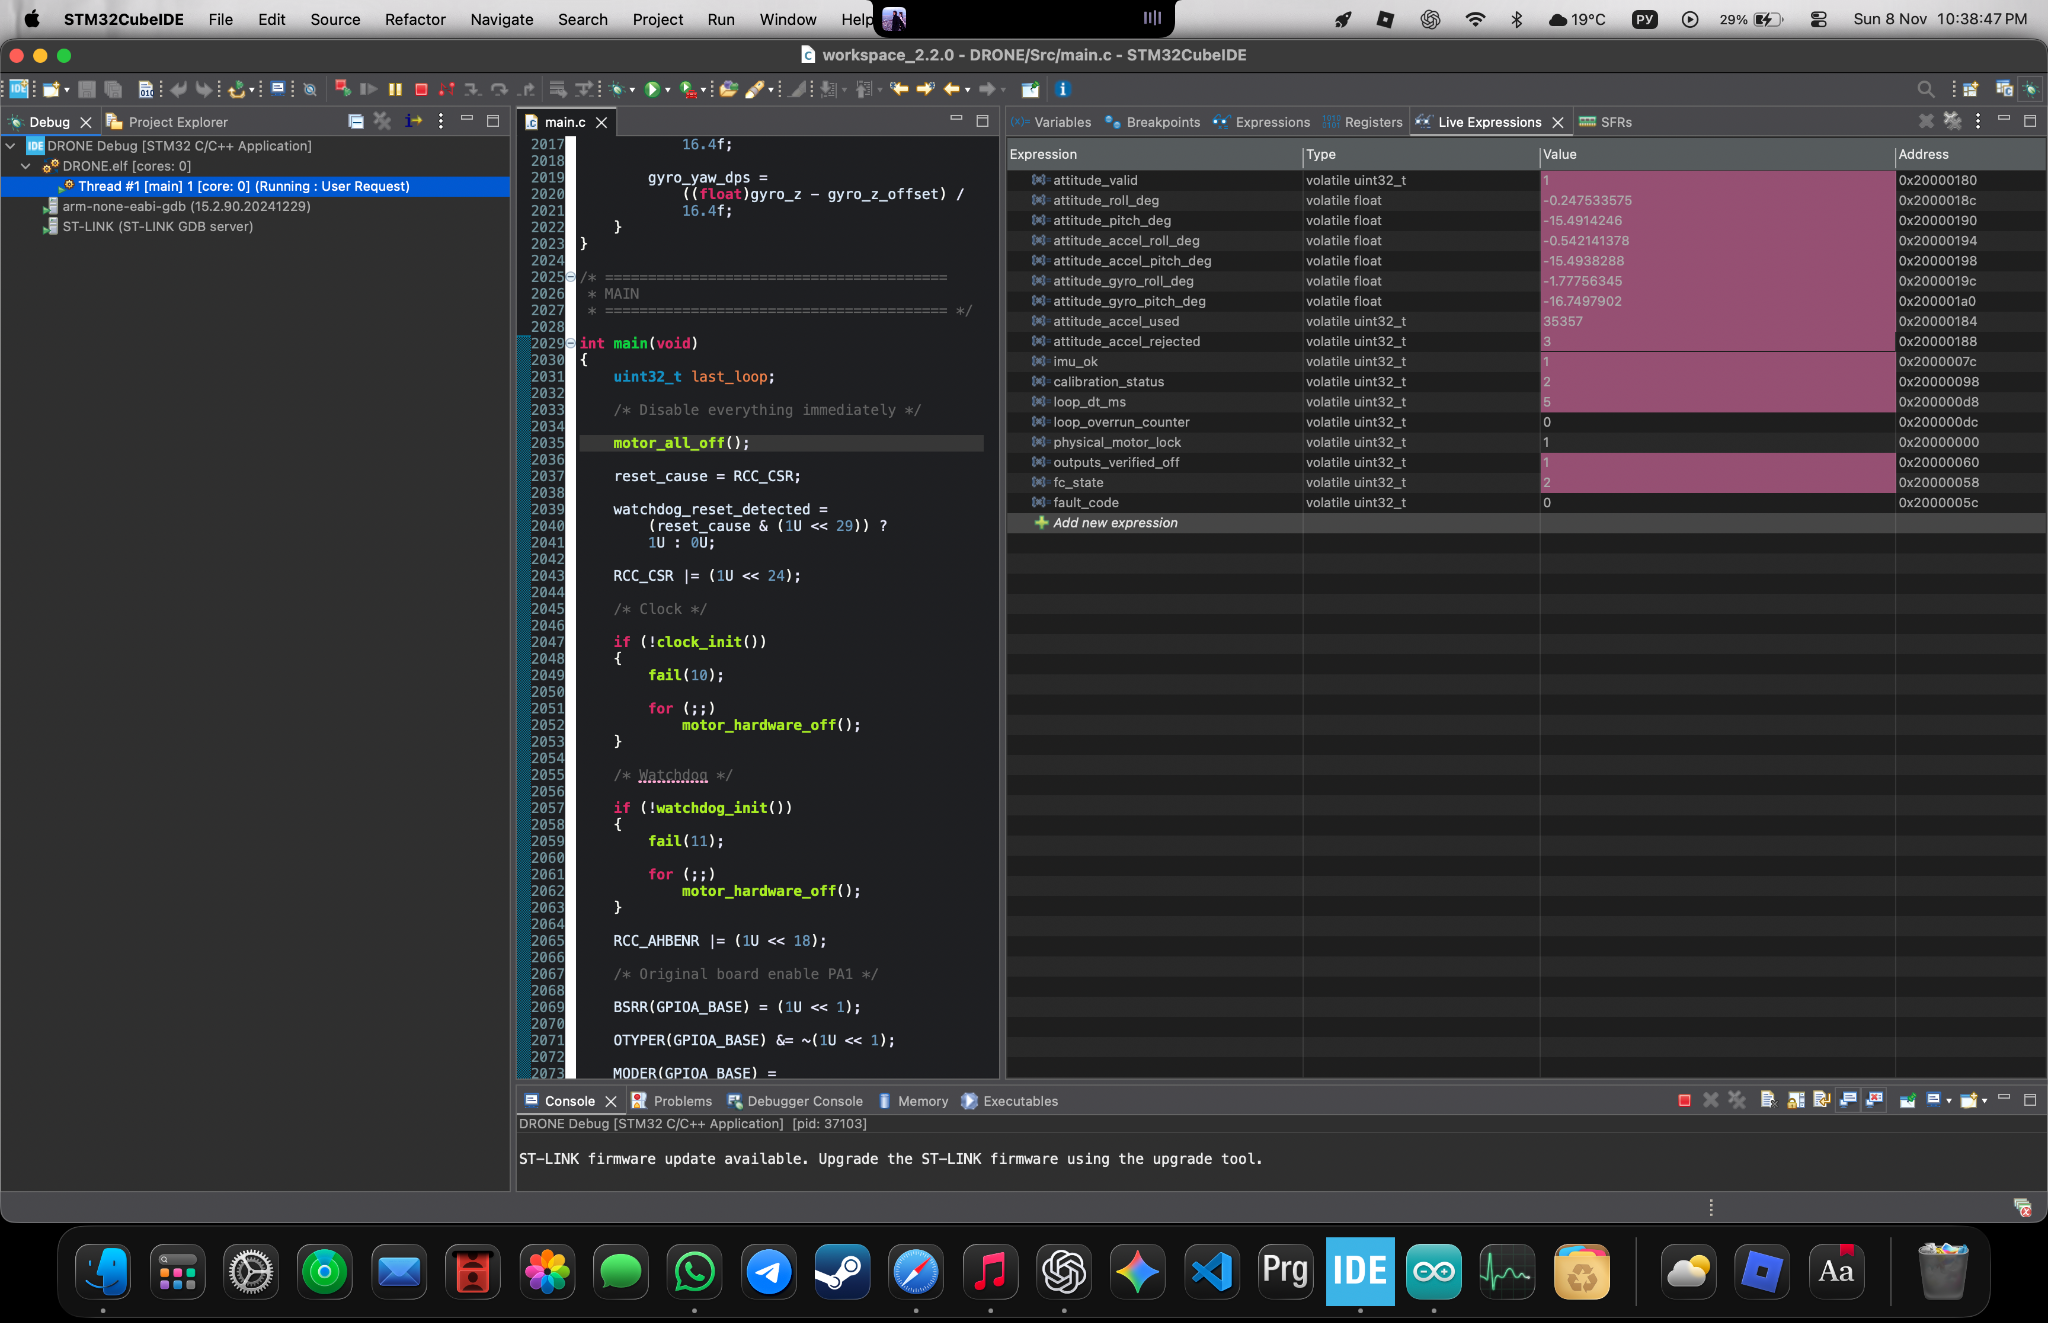 STM32CubeIDE File Edit Source Refactor Navigate Search Project Run Window Help 19°C РУ 29% Sun 8 Nov 10:38:47 PM
workspace_2.2.0 - DRONE/Src/main.c - STM32CubeIDE
Debug Project Explorer
IDE DRONE Debug [STM32 C/C++ Application]
DRONE.elf [cores: 0]
Thread #1 [main] 1 [core: 0] (Running : User Request)
arm-none-eabi-gdb (15.2.90.20241229)
ST-LINK (ST-LINK GDB server)
main.c
2017 16.4f;
2018
2019 gyro_yaw_dps =
2020 ((float)gyro_z - gyro_z_offset) /
2021 16.4f;
2022 }
2023 }
2024
2025 /* ========================================
2026 * MAIN
2027 * ======================================== */
2028
2029 int main(void)
2030 {
2031 uint32_t last_loop;
2032
2033 /* Disable everything immediately */
2034
2035 motor_all_off();
2036
2037 reset_cause = RCC_CSR;
2038
2039 watchdog_reset_detected =
2040 (reset_cause & (1U << 29)) ?
2041 1U : 0U;
2042
2043 RCC_CSR |= (1U << 24);
2044
2045 /* Clock */
2046
2047 if (!clock_init())
2048 {
2049 fail(10);
2050
2051 for (;;)
2052 motor_hardware_off();
2053 }
2054
2055 /* Watchdog */
2056
2057 if (!watchdog_init())
2058 {
2059 fail(11);
2060
2061 for (;;)
2062 motor_hardware_off();
2063 }
2064
2065 RCC_AHBENR |= (1U << 18);
2066
2067 /* Original board enable PA1 */
2068
2069 BSRR(GPIOA_BASE) = (1U << 1);
2070
2071 OTYPER(GPIOA_BASE) &= ~(1U << 1);
2072
2073 MODER(GPIOA_BASE) =
Variables Breakpoints Expressions Registers Live Expressions SFRs
Expression Type Value Address
attitude_valid volatile uint32_t 1 0x20000180
attitude_roll_deg volatile float -0.247533575 0x2000018c
attitude_pitch_deg volatile float -15.4914246 0x20000190
attitude_accel_roll_deg volatile float -0.542141378 0x20000194
attitude_accel_pitch_deg volatile float -15.4938288 0x20000198
attitude_gyro_roll_deg volatile float -1.77756345 0x2000019c
attitude_gyro_pitch_deg volatile float -16.7497902 0x200001a0
attitude_accel_used volatile uint32_t 35357 0x20000184
attitude_accel_rejected volatile uint32_t 3 0x20000188
imu_ok volatile uint32_t 1 0x2000007c
calibration_status volatile uint32_t 2 0x20000098
loop_dt_ms volatile uint32_t 5 0x200000d8
loop_overrun_counter volatile uint32_t 0 0x200000dc
physical_motor_lock volatile uint32_t 1 0x20000000
outputs_verified_off volatile uint32_t 1 0x20000060
fc_state volatile uint32_t 2 0x20000058
fault_code volatile uint32_t 0 0x2000005c
Add new expression
Console Problems Debugger Console Memory Executables
DRONE Debug [STM32 C/C++ Application] [pid: 37103]
ST-LINK firmware update available. Upgrade the ST-LINK firmware using the upgrade tool.
Prg IDE Aa